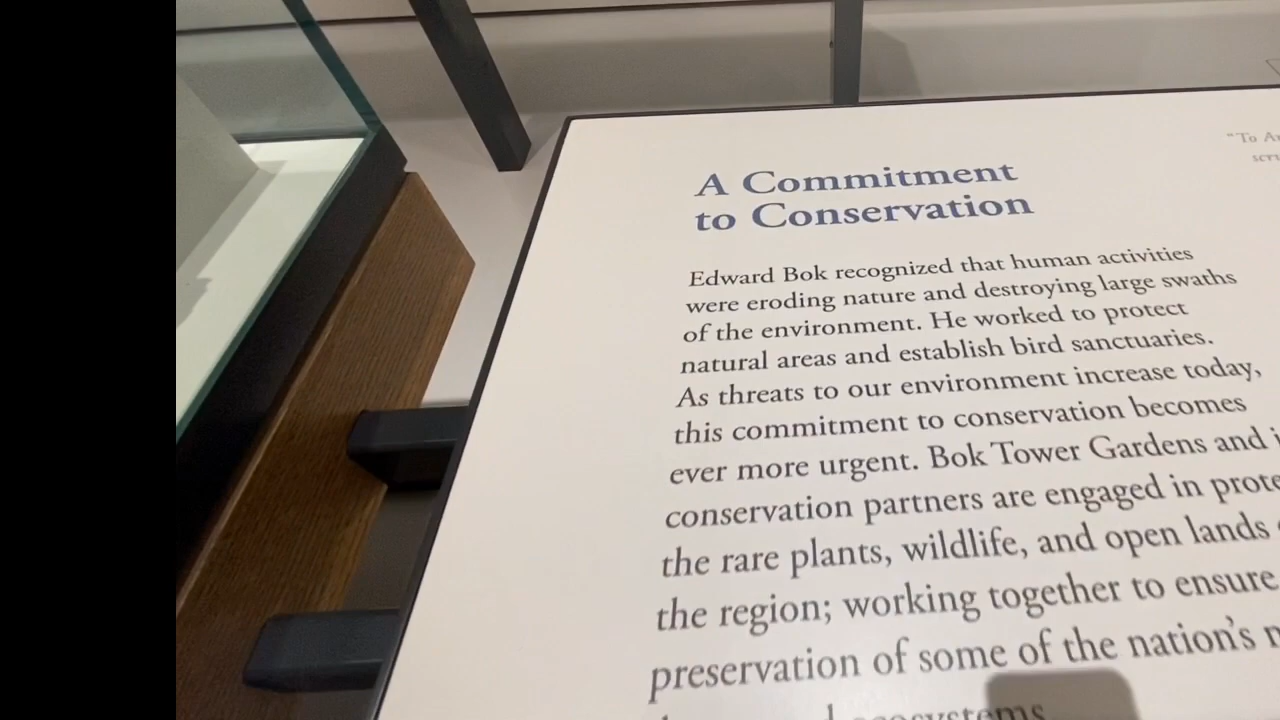 A Commitment
to Conservation
"To
Edward Bok recognized that human activities
were eroding nature and destroying large swaths
of the environment. He worked to protect
natural areas and establish bird sanctuaries.
As threats to our environment increase today,
this commitment to conservation becomes
ever more urgent. Bok Tower Gardens and
conservation partners are engaged in
the rare plants, wildlife, and open lands
the region; working together to ensure
preservation of some of the nation's
ecosystems.